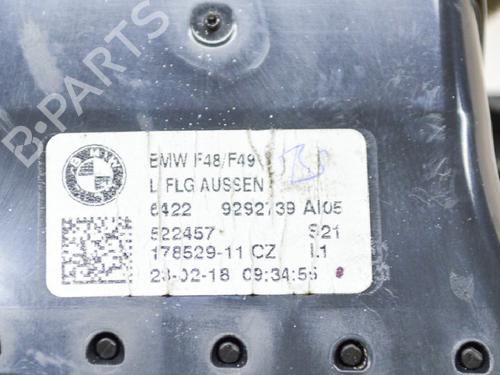 B-PARTS
BMW F48/F49
L FLG AUSSEN
6422 9292739 AI05
522457 S21
178529-11 CZ L1
23-02-18 09:34:56